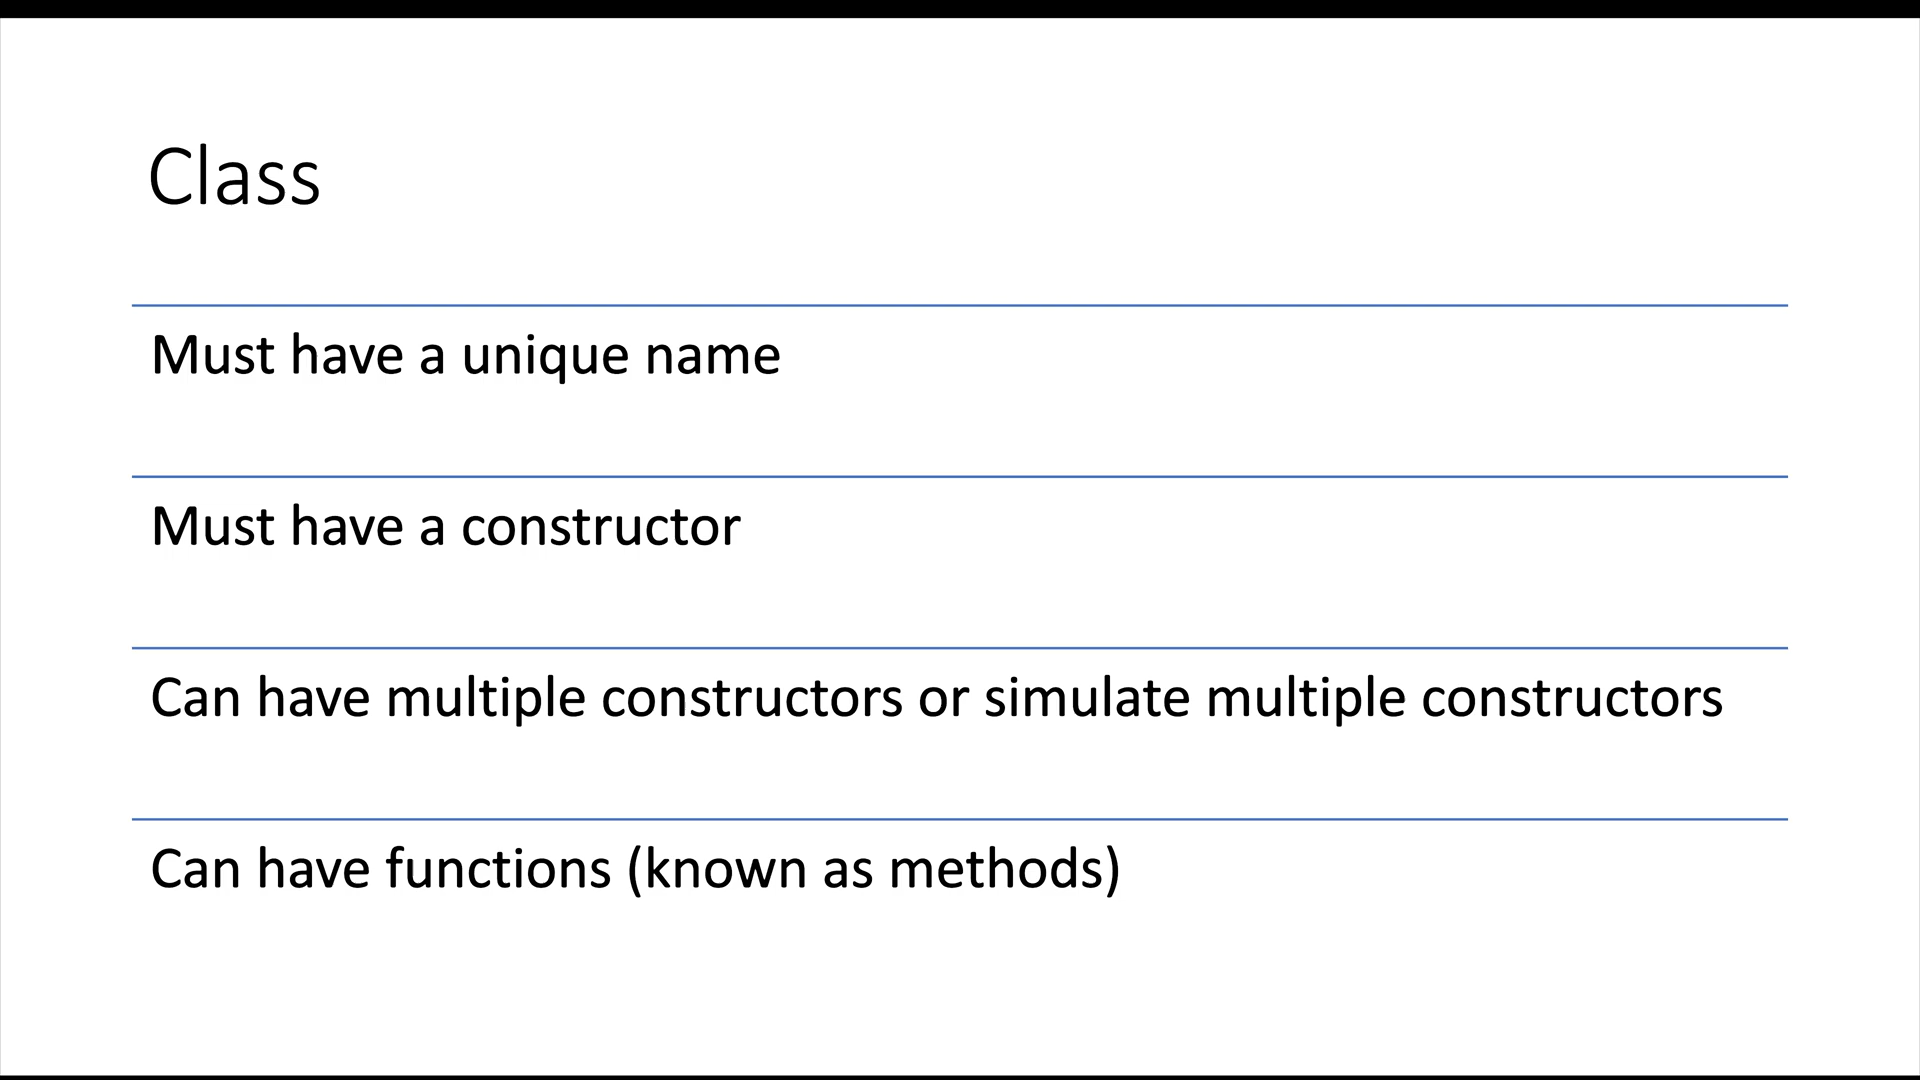 Class
Must have a unique name
Must have a constructor
Can have multiple constructors or simulate multiple constructors
Can have functions (known as methods)